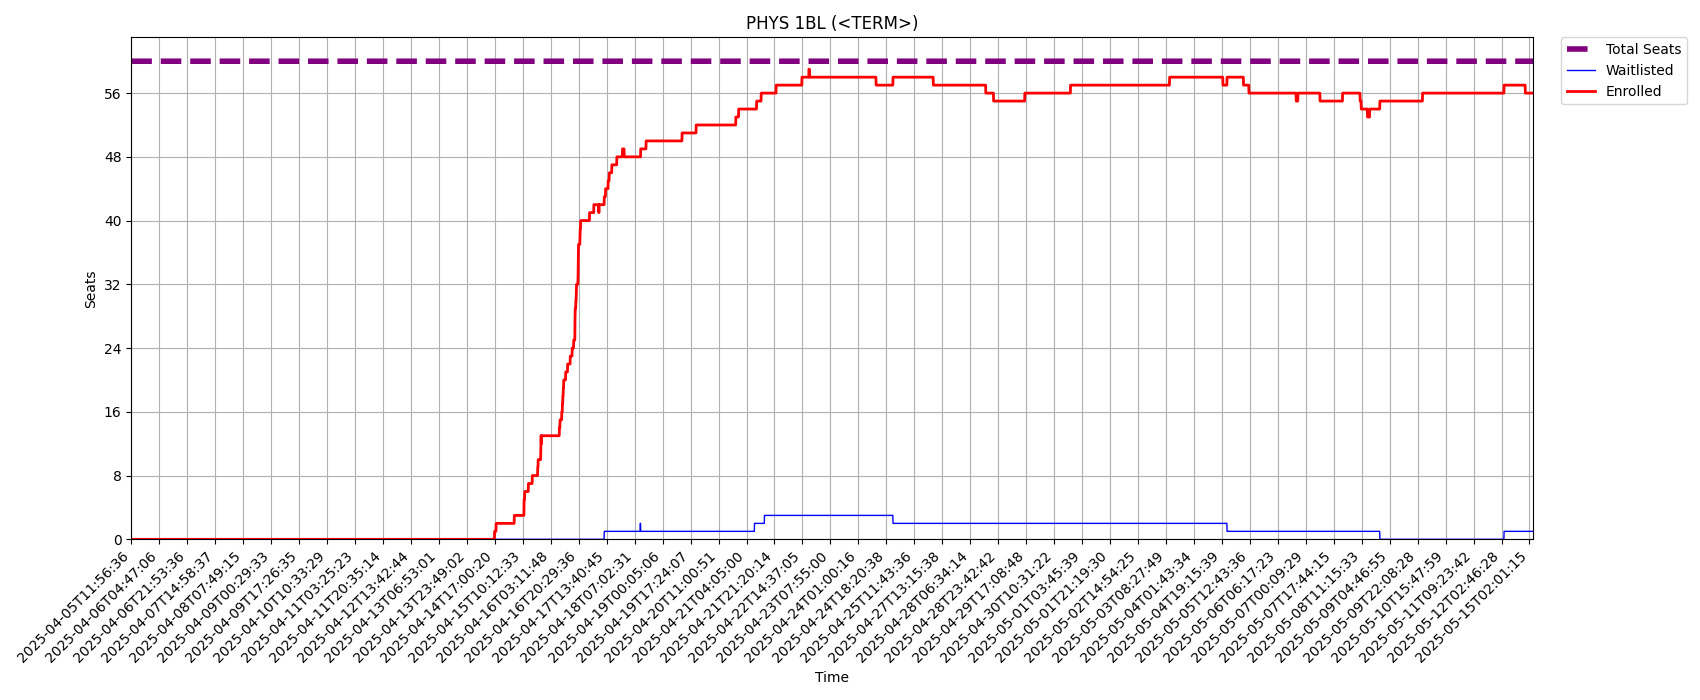 PHYS 1BL (<TERM>)
Total Seats
Waitlisted
Enrolled
Seats
56
48
40
32
24
16
8
0
2025-04-05T11:56:36
2025-04-06T04:47:06
2025-04-06T21:53:36
2025-04-07T14:58:37
2025-04-08T07:49:15
2025-04-09T00:29:33
2025-04-09T17:26:35
2025-04-10T10:33:29
2025-04-11T03:25:23
2025-04-11T20:35:14
2025-04-12T13:42:44
2025-04-13T06:53:01
2025-04-13T23:49:02
2025-04-14T17:00:20
2025-04-15T10:12:33
2025-04-16T03:11:48
2025-04-16T20:29:36
2025-04-17T13:40:45
2025-04-18T07:02:31
2025-04-19T00:05:06
2025-04-19T17:24:07
2025-04-20T11:00:51
2025-04-21T04:05:00
2025-04-21T21:20:14
2025-04-22T14:37:05
2025-04-23T07:55:00
2025-04-24T01:00:16
2025-04-24T18:20:38
2025-04-25T11:43:36
2025-04-27T13:15:38
2025-04-28T06:34:14
2025-04-28T23:42:42
2025-04-29T17:08:48
2025-04-30T10:31:22
2025-05-01T03:45:39
2025-05-01T21:19:30
2025-05-02T14:54:25
2025-05-03T08:27:49
2025-05-04T01:43:34
2025-05-04T19:15:39
2025-05-05T12:43:36
2025-05-06T06:17:23
2025-05-07T00:09:29
2025-05-07T17:44:15
2025-05-08T11:15:33
2025-05-09T04:46:55
2025-05-09T22:08:28
2025-05-10T15:47:59
2025-05-11T09:23:42
2025-05-12T02:46:28
2025-05-15T02:01:15
Time